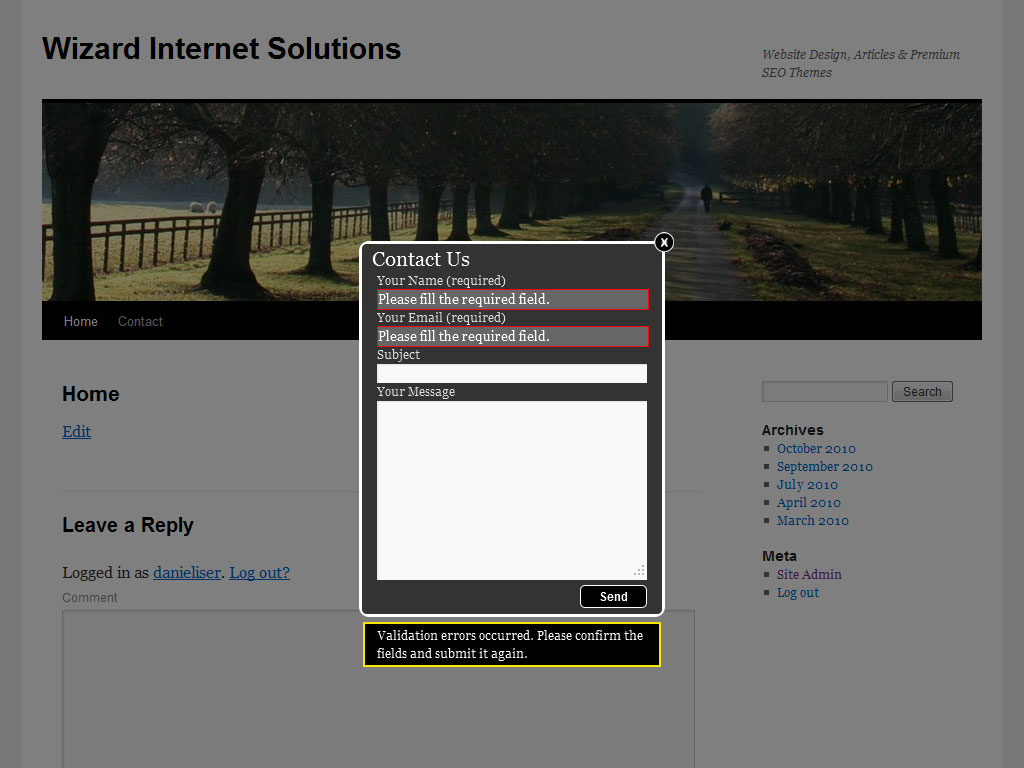 Wizard Internet Solutions
Website Design, Articles & Premium
SEO Themes
Home
Contact
X
Contact Us
Your Name (required)
Please fill the required field.
Your Email (required)
Please fill the required field.
Subject
Your Message
Send
Validation errors occurred. Please confirm the
fields and submit it again.
Home
Edit
Leave a Reply
Logged in as danieliser. Log out?
Comment
Search
Archives
October 2010
September 2010
July 2010
April 2010
March 2010
Meta
Site Admin
Log out